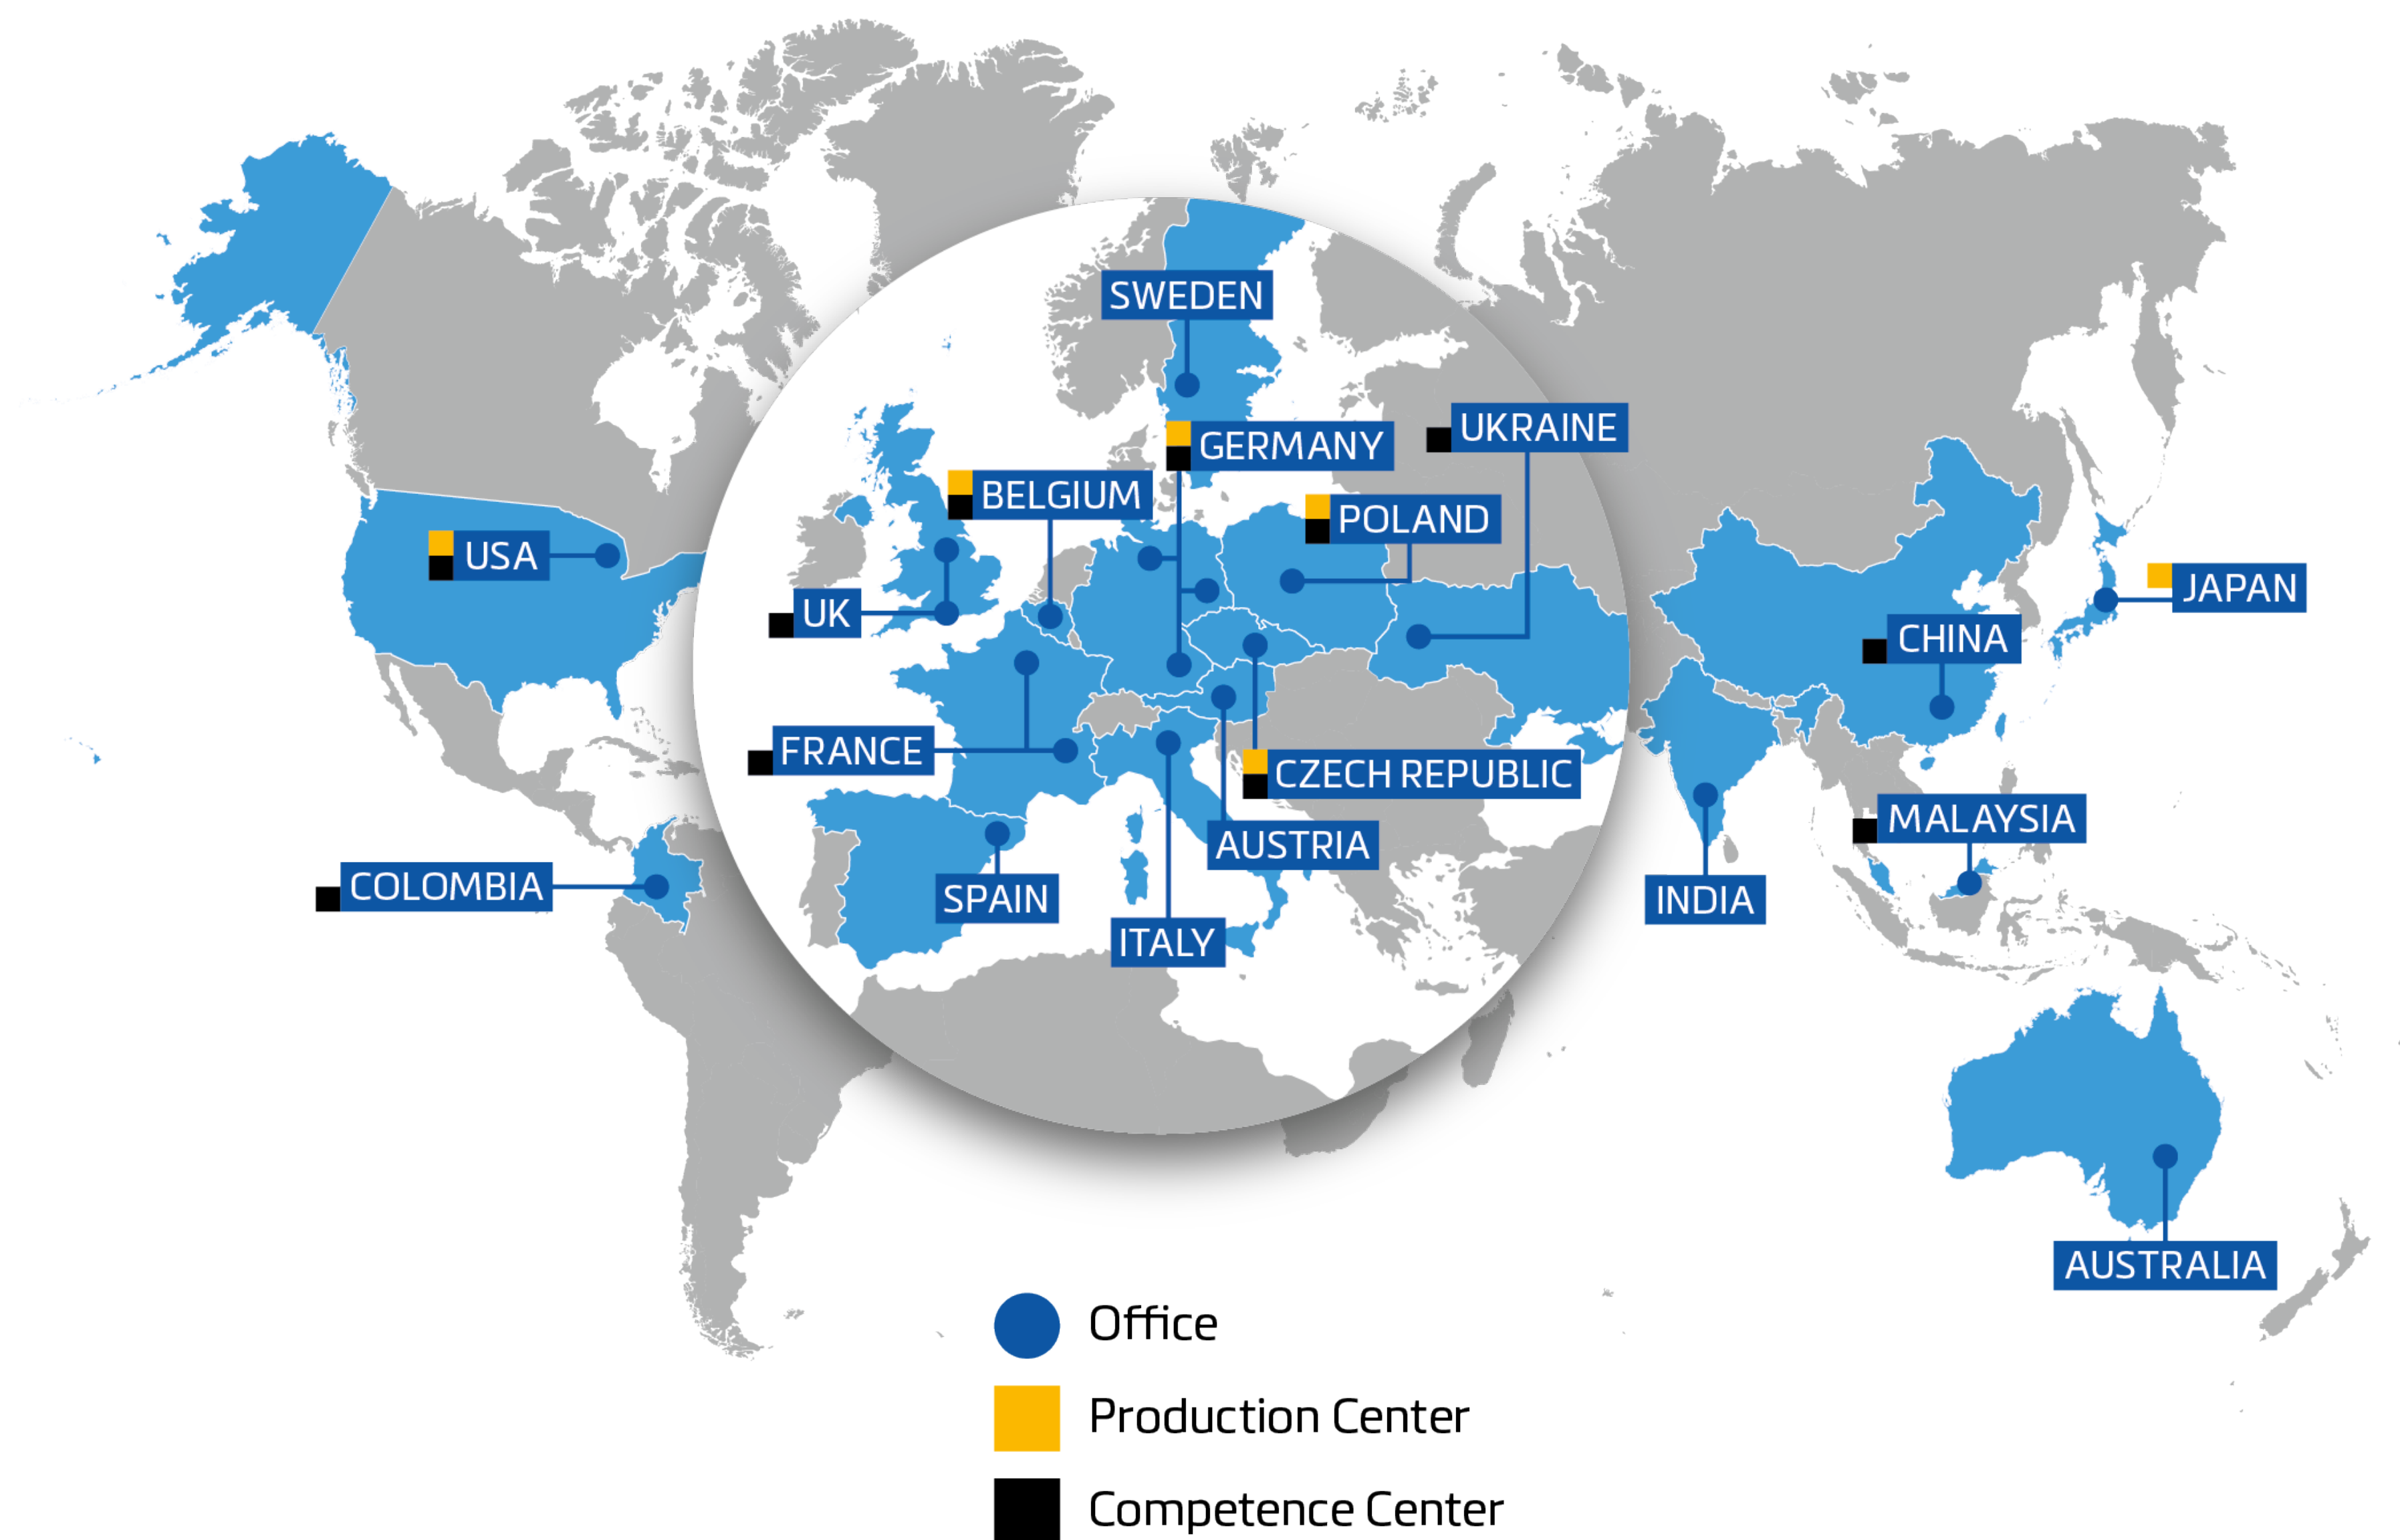 SWEDEN
UKRAINE
GERMANY
BELGIUM
POLAND
USA
JAPAN
UK
CHINA
FRANCE
CZECH REPUBLIC
MALAYSIA
AUSTRIA
COLOMBIA
SPAIN
INDIA
ITALY
AUSTRALIA
Office
Production Center
Competence Center